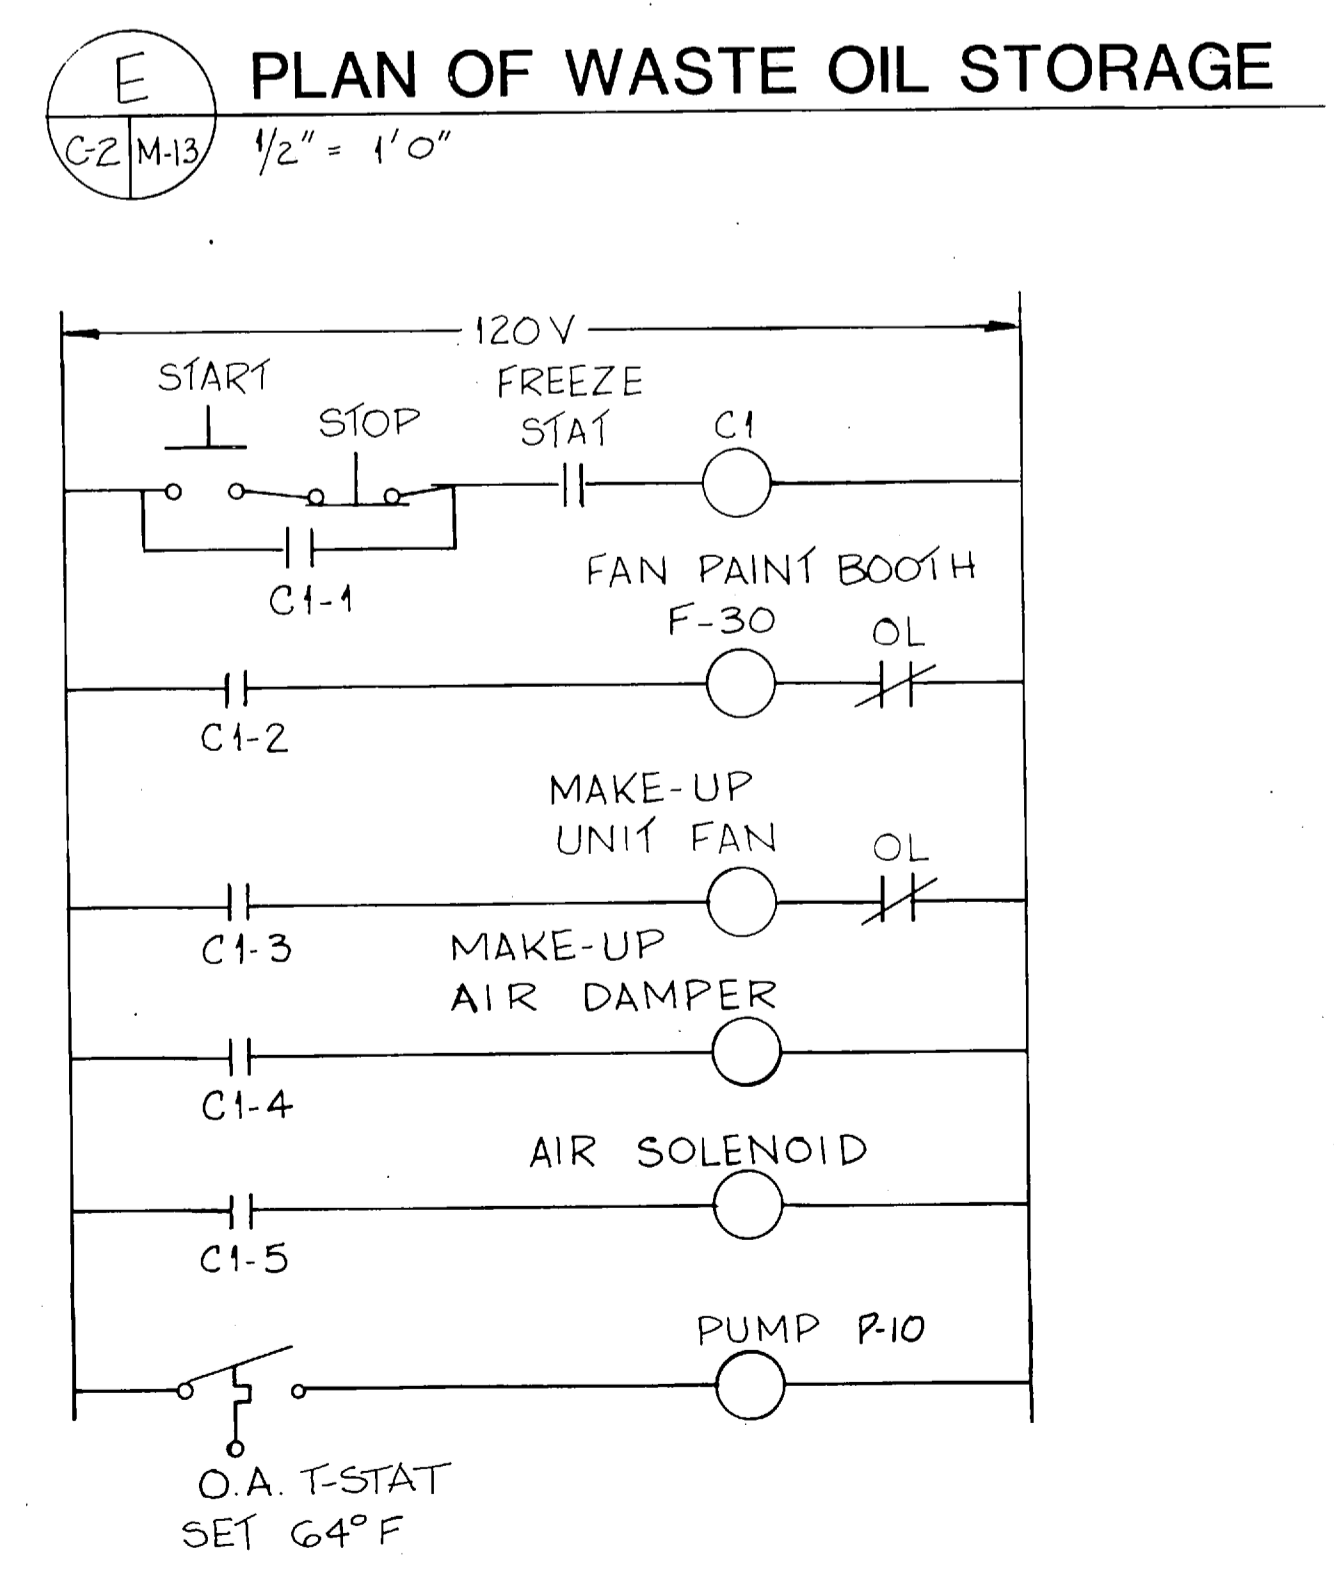 E
PLAN OF WASTE OIL STORAGE
C-2 M-13
1/2" = 1'0"
120V
START
STOP
FREEZE
STAT
C1
C1-1
FAN PAINT BOOTH
F-30
OL
C1-2
MAKE-UP
UNIT FAN
OL
C1-3
MAKE-UP
AIR DAMPER
C1-4
AIR SOLENOID
C1-5
PUMP P-10
O.A. T-STAT
SET 64°F